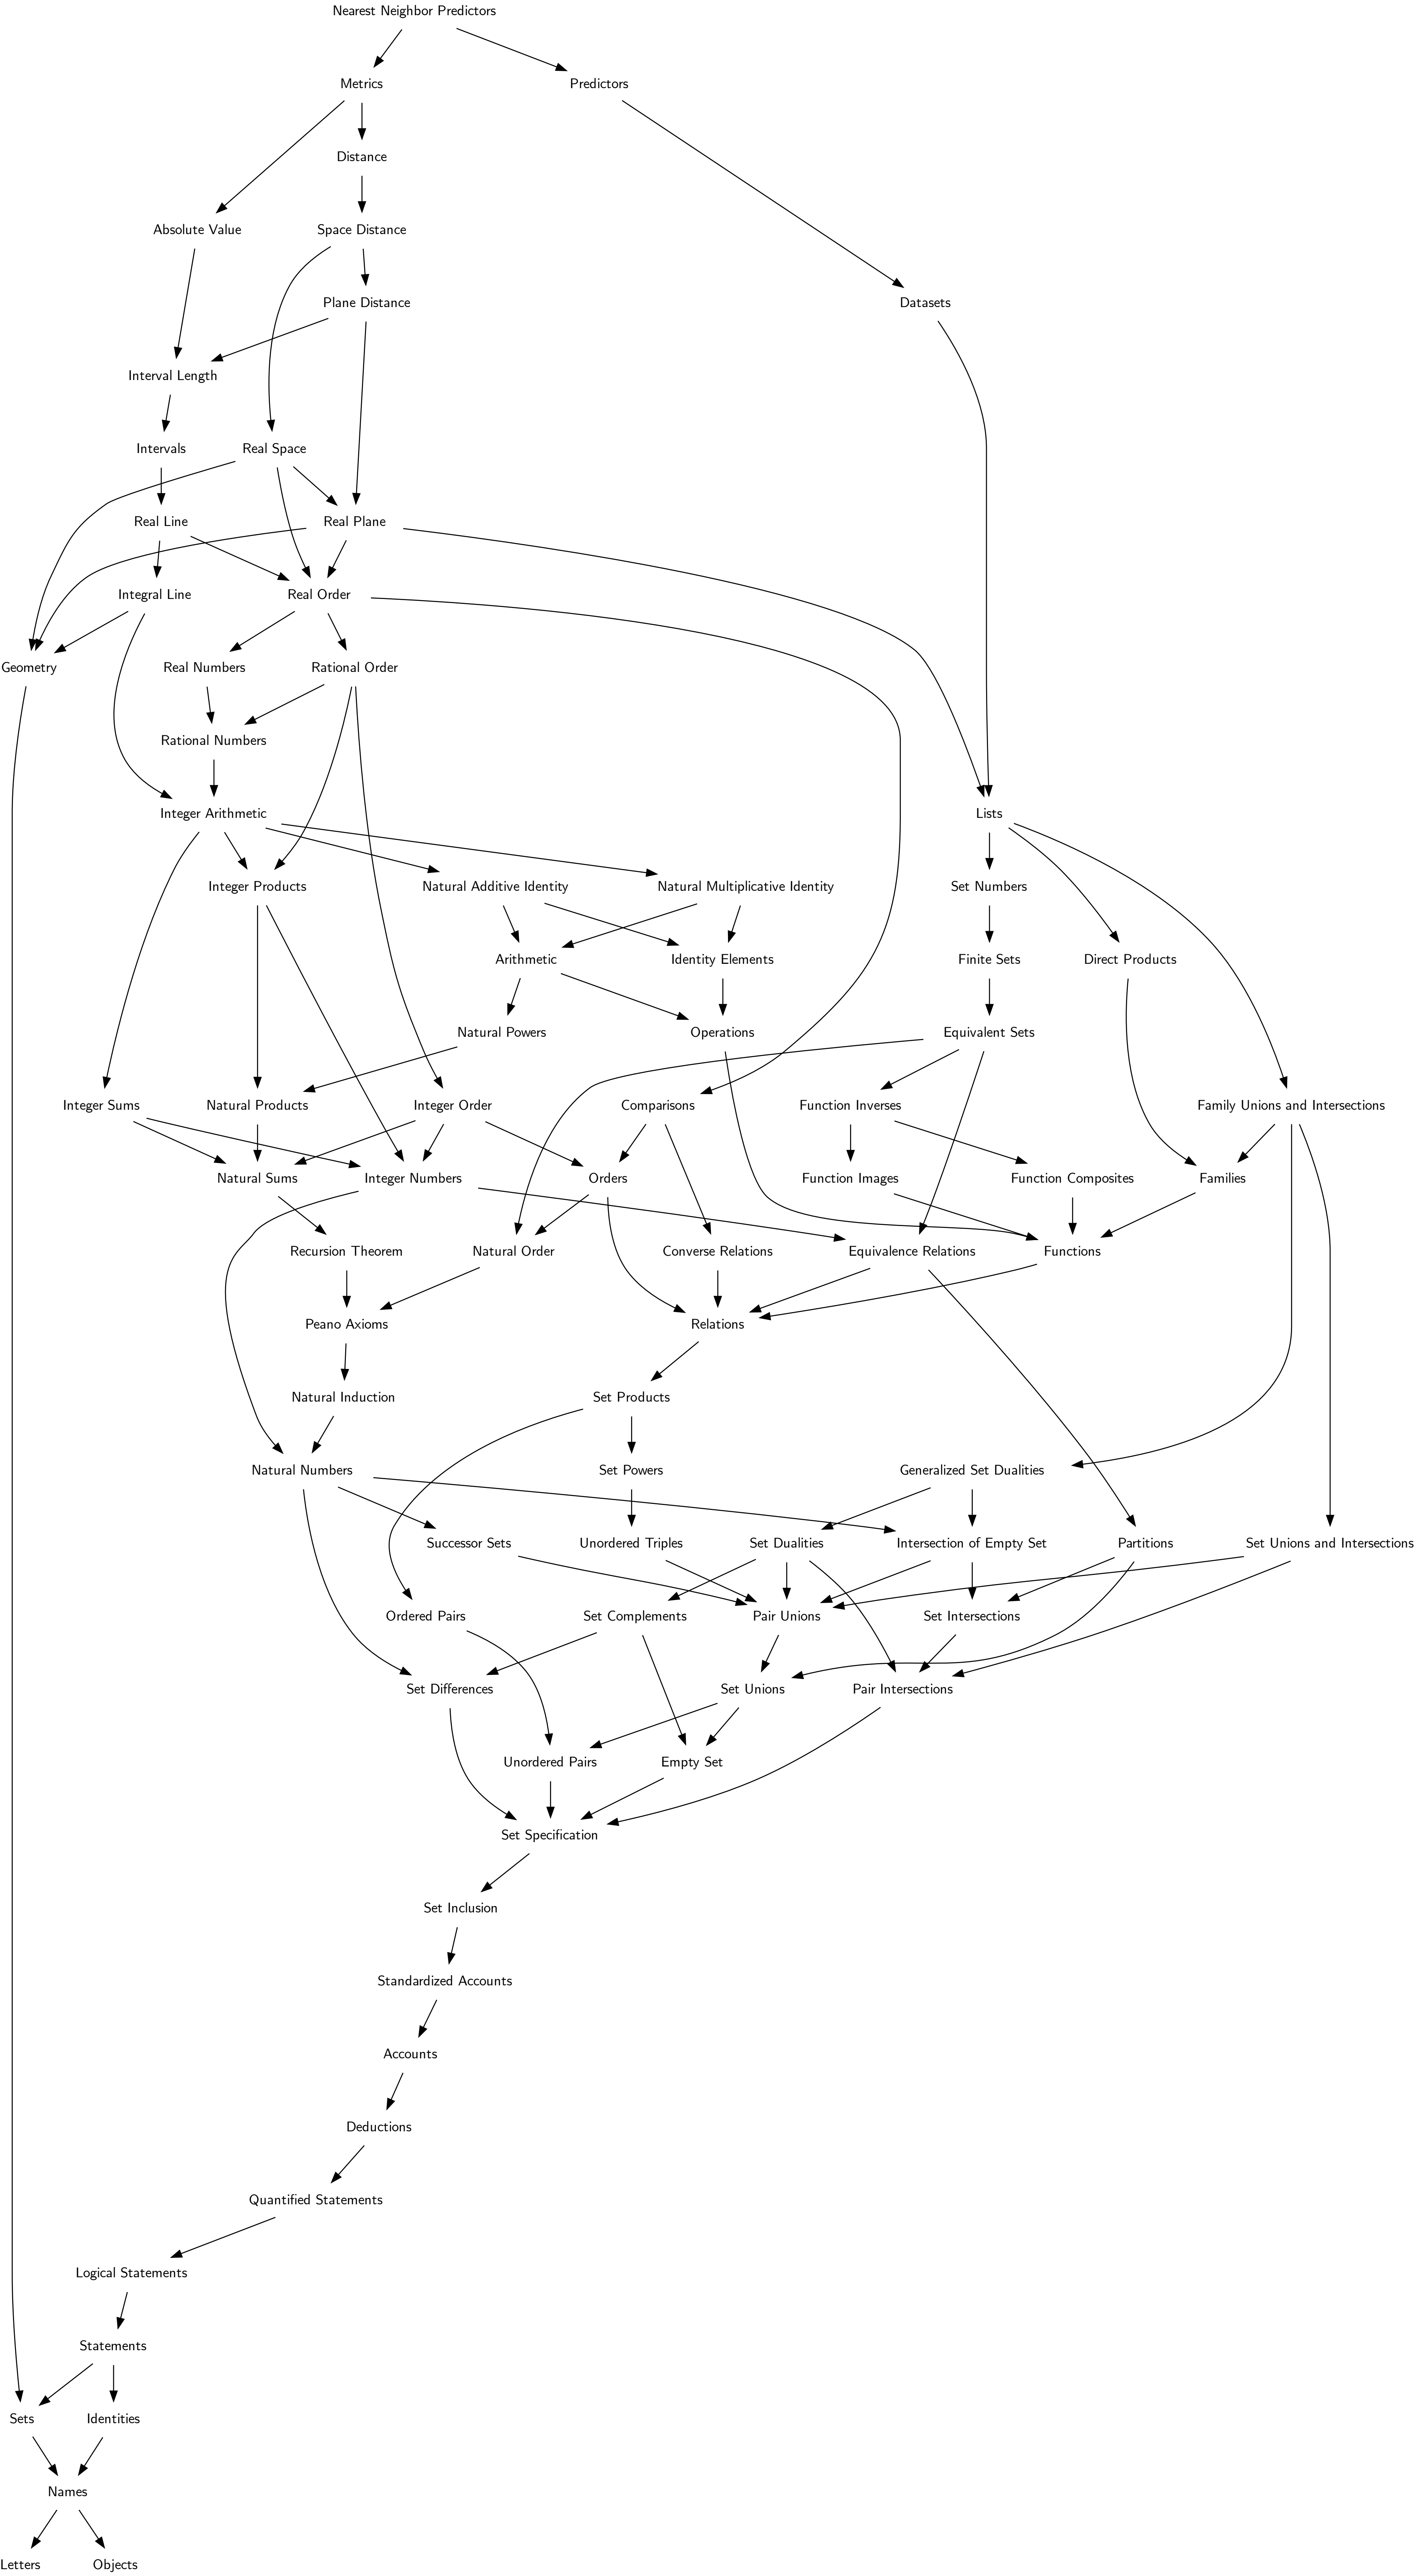 Nearest Neighbor Predictors
Metrics
Predictors
Distance
Absolute Value
Space Distance
Plane Distance
Datasets
Interval Length
Intervals
Real Space
Real Line
Real Plane
Integral Line
Real Order
Geometry
Real Numbers
Rational Order
Rational Numbers
Integer Arithmetic
Lists
Integer Products
Natural Additive Identity
Natural Multiplicative Identity
Set Numbers
Arithmetic
Identity Elements
Finite Sets
Direct Products
Natural Powers
Operations
Equivalent Sets
Integer Sums
Natural Products
Integer Order
Comparisons
Function Inverses
Family Unions and Intersections
Natural Sums
Integer Numbers
Orders
Function Images
Function Composites
Families
Recursion Theorem
Natural Order
Converse Relations
Equivalence Relations
Functions
Peano Axioms
Relations
Natural Induction
Set Products
Natural Numbers
Set Powers
Generalized Set Dualities
Successor Sets
Unordered Triples
Set Dualities
Intersection of Empty Set
Partitions
Set Unions and Intersections
Ordered Pairs
Set Complements
Pair Unions
Set Intersections
Set Differences
Set Unions
Pair Intersections
Unordered Pairs
Empty Set
Set Specification
Set Inclusion
Standardized Accounts
Accounts
Deductions
Quantified Statements
Logical Statements
Statements
Sets
Identities
Names
Letters
Objects